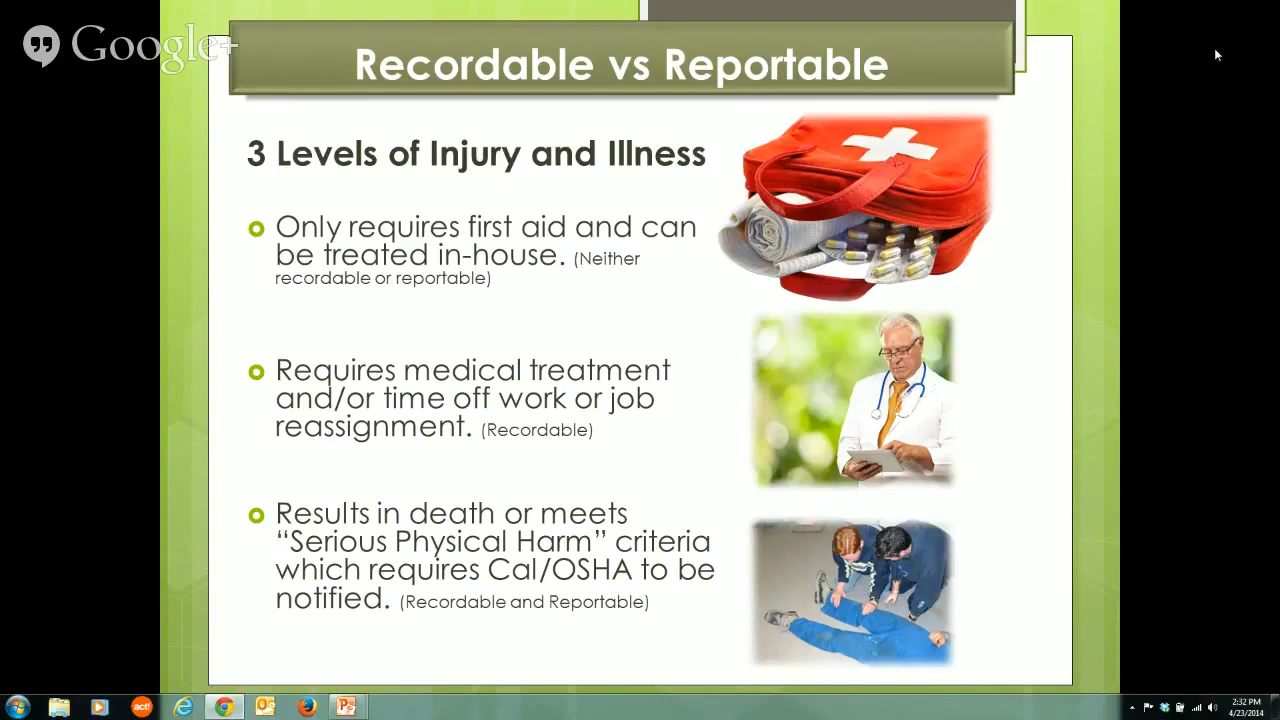 Google+
Recordable vs Reportable
3 Levels of Injury and Illness
Only requires first aid and can
be treated in-house. (Neither
recordable or reportable)
Requires medical treatment
and/or time off work or job
reassignment. (Recordable)
Results in death or meets
“Serious Physical Harm” criteria
which requires Cal/OSHA to be
notified. (Recordable and Reportable)
act!
2:32 PM
4/23/2014